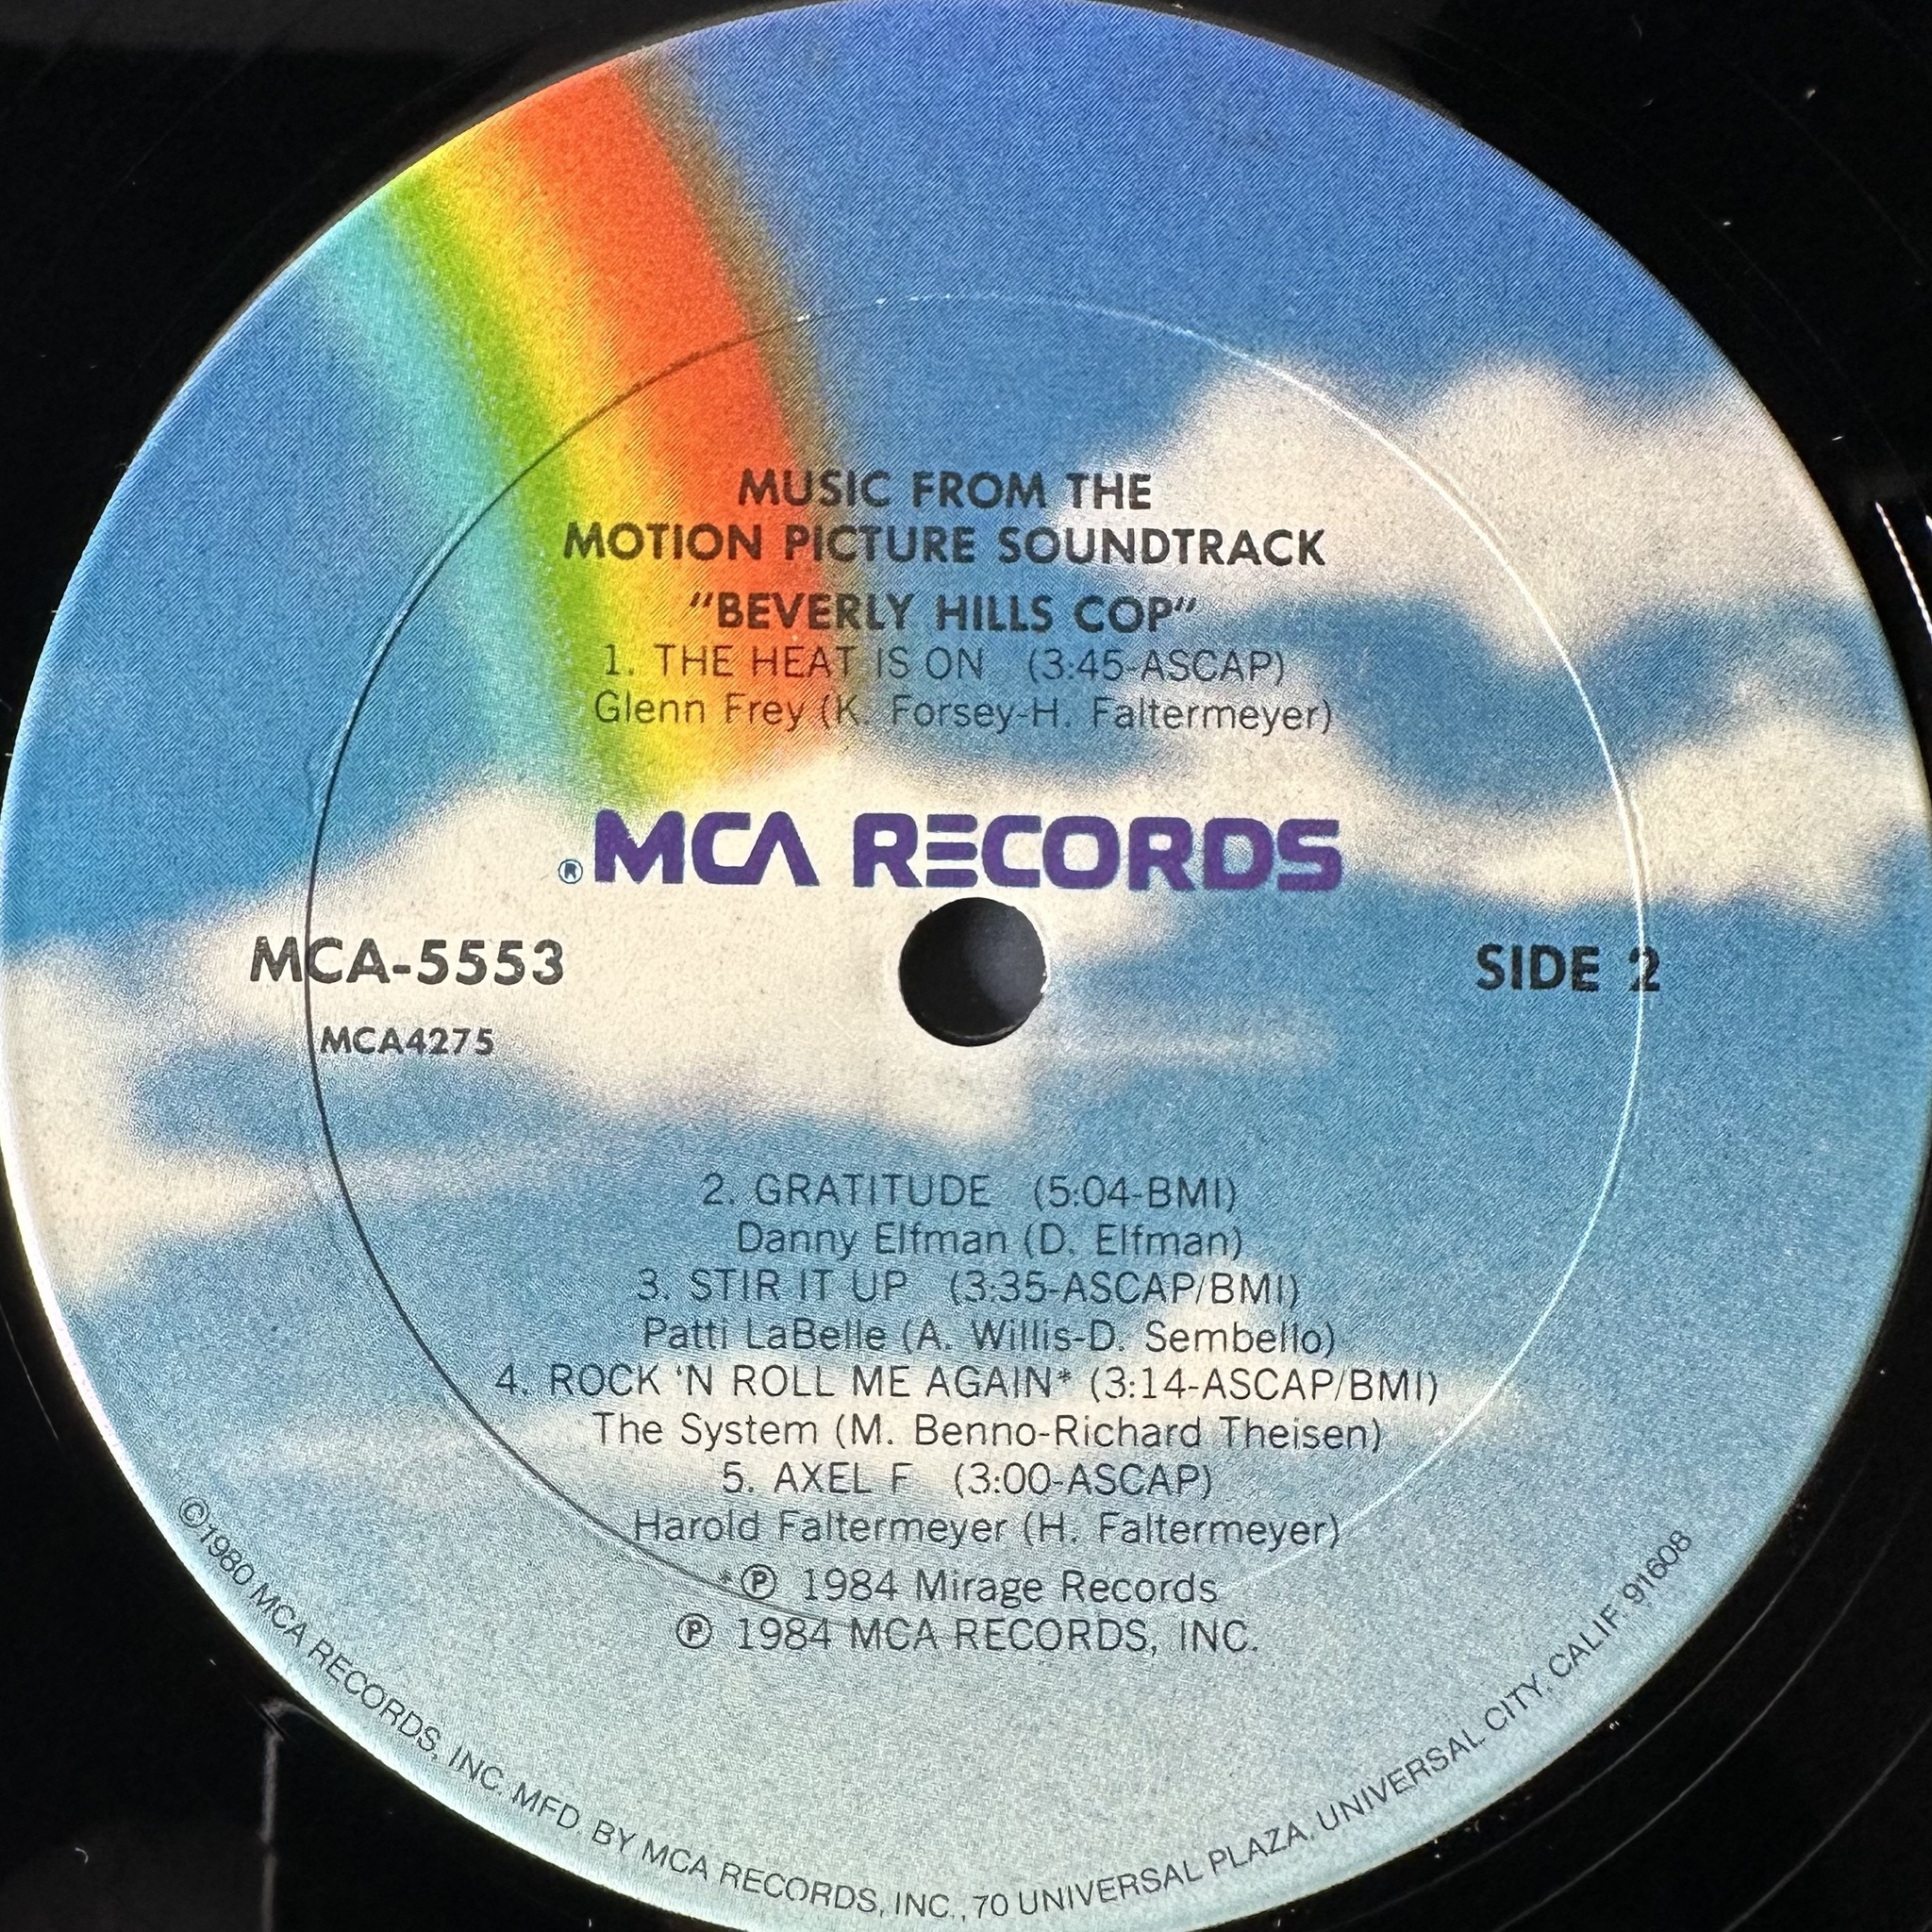 MUSIC FROM THE
MOTION PICTURE SOUNDTRACK
"BEVERLY HILLS COP"
1. THE HEAT IS ON (3:45-ASCAP)
Glenn Frey (K. Forsey-H. Faltermeyer)
® MCA RECORDS
MCA-5553
SIDE 2
MCA4275
2. GRATITUDE (5:04-BMI)
Danny Elfman (D. Elfman)
3. STIR IT UP (3:35-ASCAP/BMI)
Patti LaBelle (A. Willis-D. Sembello)
4. ROCK 'N ROLL ME AGAIN* (3:14-ASCAP/BMI)
The System (M. Benno-Richard Theisen)
5. AXEL F (3:00-ASCAP)
Harold Faltermeyer (H. Faltermeyer)
*℗ 1984 Mirage Records
℗ 1984 MCA RECORDS, INC.
©1980 MCA RECORDS, INC. MFD. BY MCA RECORDS, INC., 70 UNIVERSAL PLAZA, UNIVERSAL CITY, CALIF. 91608